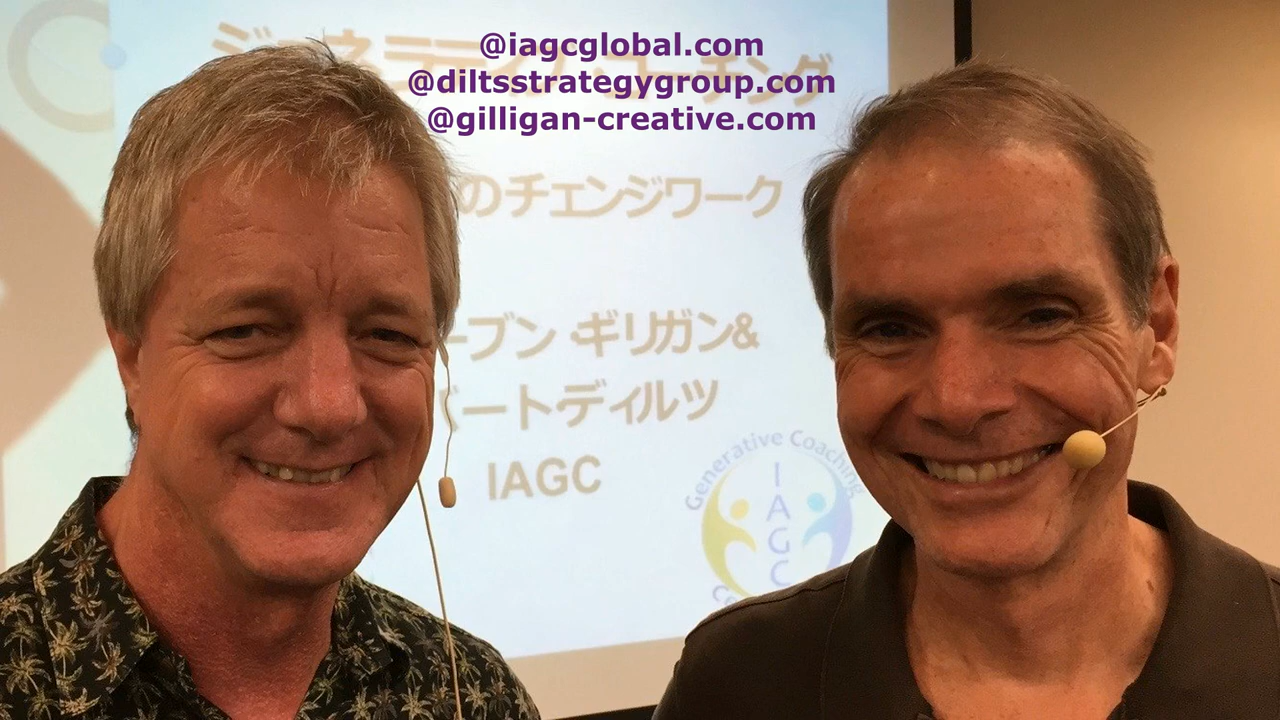 @iagcglobal.com
@diltsstrategygroup.com
@gilligan-creative.com
のチェンジワーク
ーブン・ギリガン&
バート・ディルツ
IAGC
Generative Coaching
IAGC